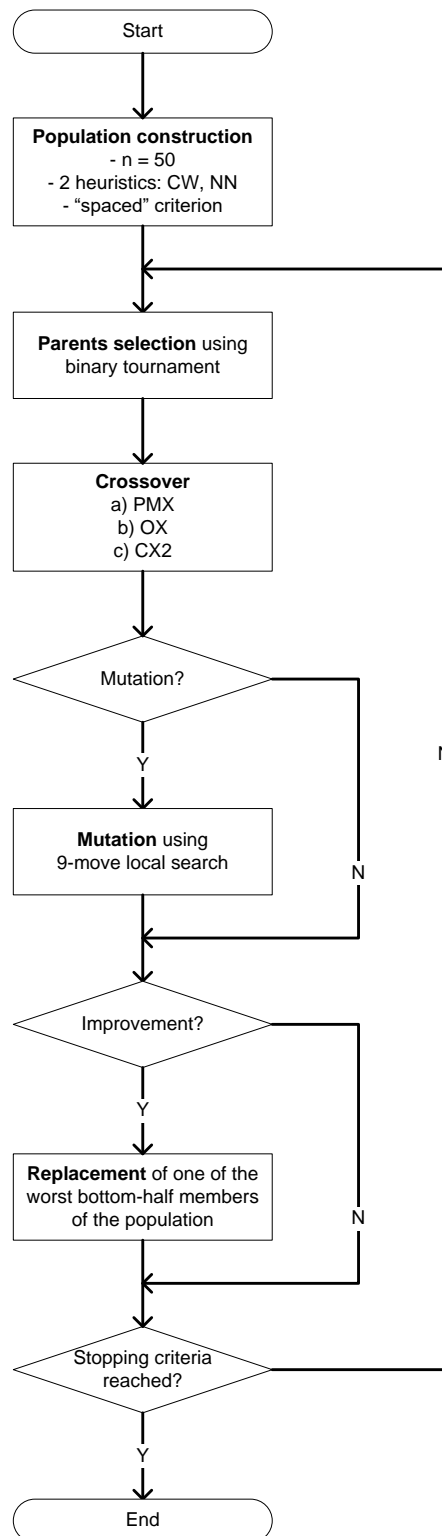 Start
Population construction
- n = 50
- 2 heuristics: CW, NN
- “spaced” criterion
Parents selection using
binary tournament
Crossover
a) PMX
b) OX
c) CX2
Mutation?
Y
N
Mutation using
9-move local search
N
Improvement?
Y
Replacement of one of the
worst bottom-half members
of the population
N
Stopping criteria
reached?
Y
End